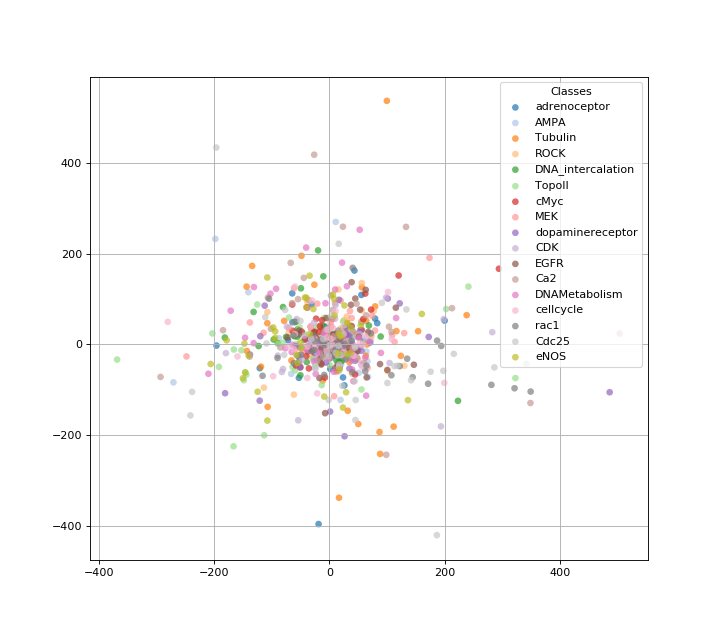 Classes
adrenoceptor
AMPA
Tubulin
ROCK
DNA_intercalation
TopoII
cMyc
MEK
dopaminereceptor
CDK
EGFR
Ca2
DNAMetabolism
cellcycle
rac1
Cdc25
eNOS
400
200
0
−200
−400
−400
−200
0
200
400